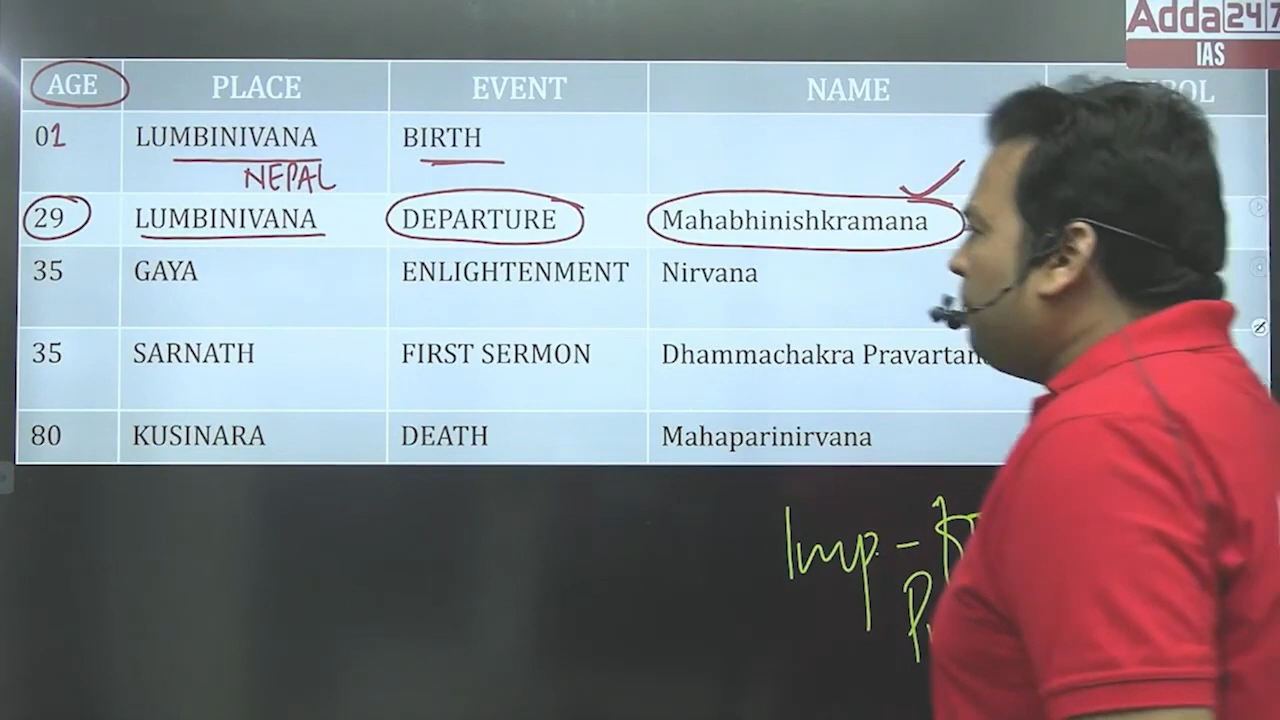 Adda247
IAS
AGE PLACE EVENT NAME
01 LUMBINIVANA BIRTH
NEPAL
29 LUMBINIVANA DEPARTURE Mahabhinishkramana
35 GAYA ENLIGHTENMENT Nirvana
35 SARNATH FIRST SERMON Dhammachakra
80 KUSINARA DEATH Mahaparinirvana
Imp -